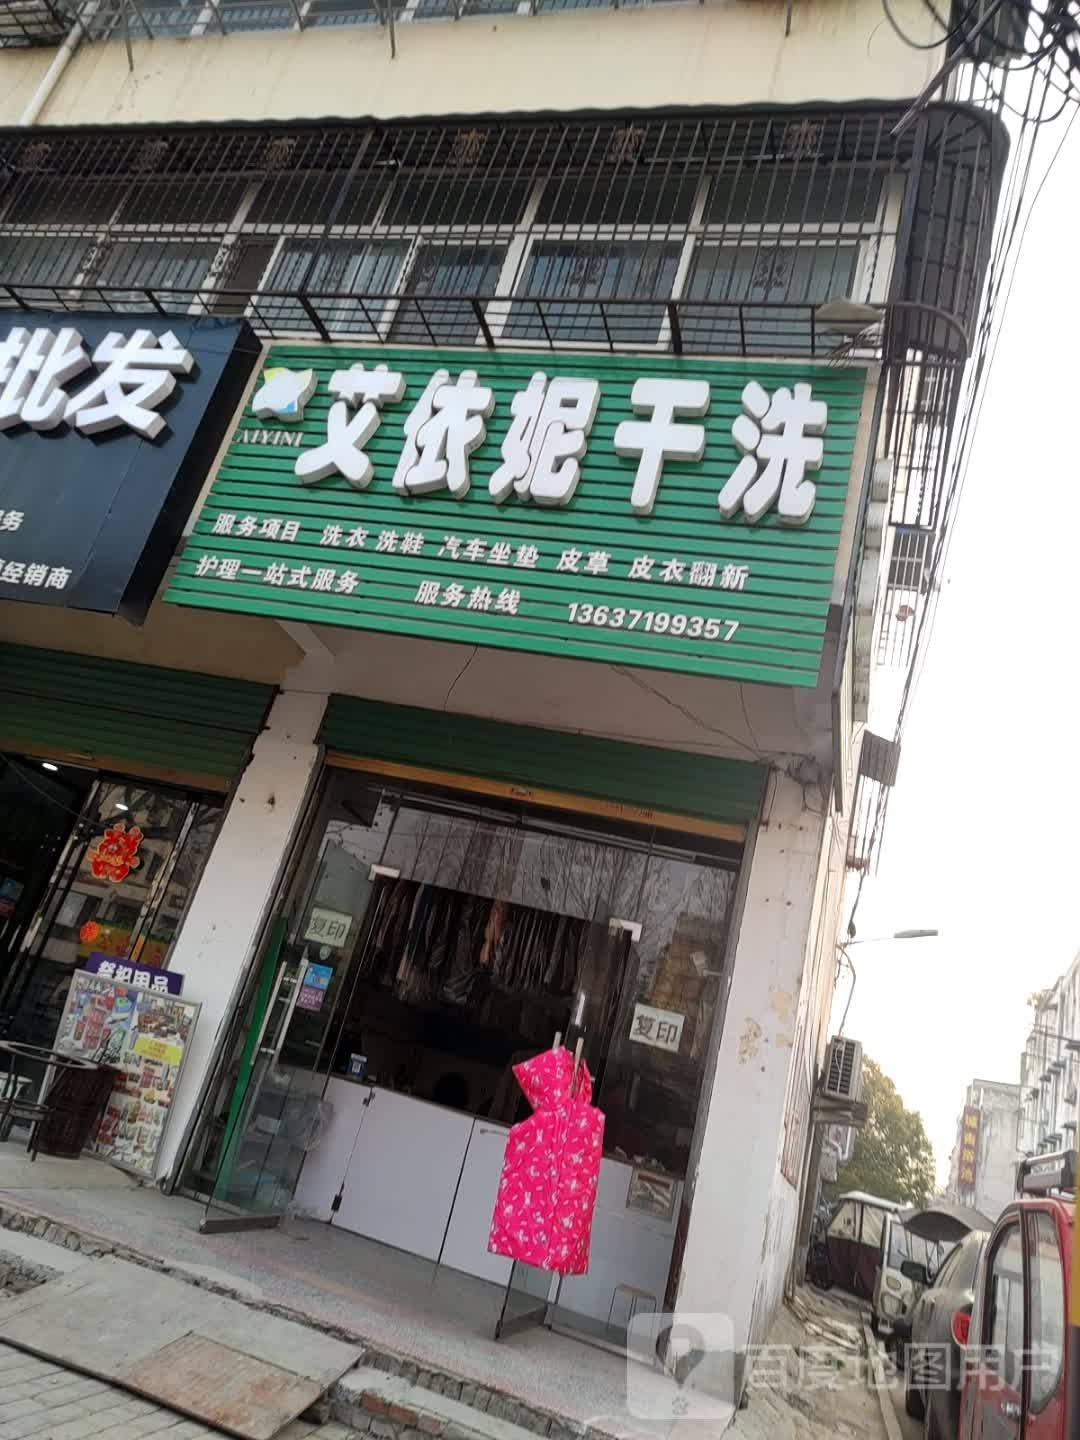 批发
务
经销商
AIYINI
艾依妮干洗
服务项目 洗衣 洗鞋 汽车坐垫 皮草 皮衣翻新
护理一站式服务 服务热线 13637199357
复印
复印
百度地图用户